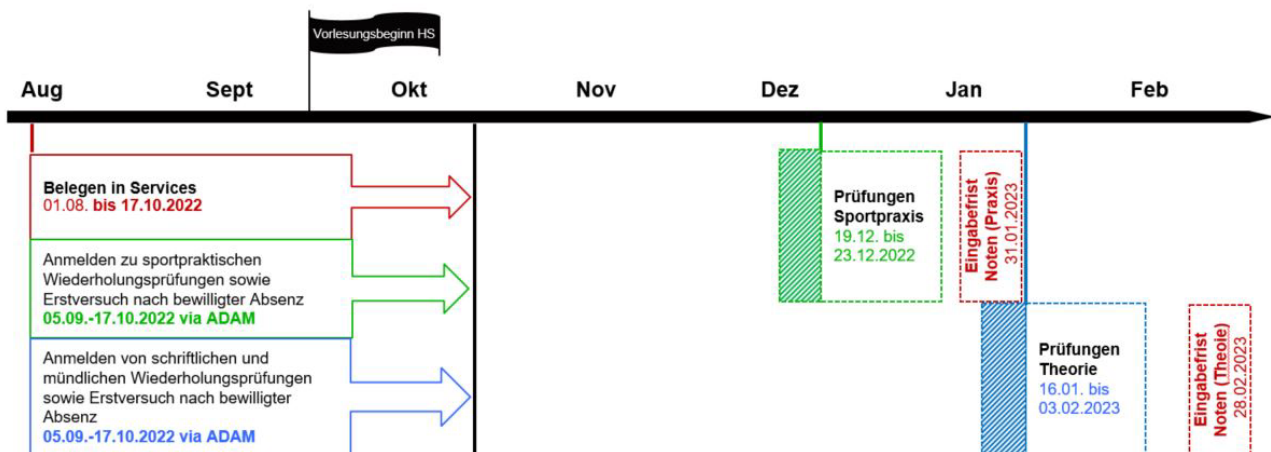 Vorlesungsbeginn HS
Aug Sept Okt Nov Dez Jan Feb
Belegen in Services
01.08. bis 17.10.2022
Anmelden zu sportpraktischen
Wiederholungsprüfungen sowie
Erstversuch nach bewilligter Absenz
05.09.-17.10.2022 via ADAM
Anmelden von schriftlichen und
mündlichen Wiederholungsprüfungen
sowie Erstversuch nach bewilligter
Absenz
05.09.-17.10.2022 via ADAM
Prüfungen
Sportpraxis
19.12. bis
23.12.2022
Eingabefrist
Noten (Praxis)
31.01.2023
Prüfungen
Theorie
16.01. bis
03.02.2023
Eingabefrist
Noten (Theoie)
28.02.2023